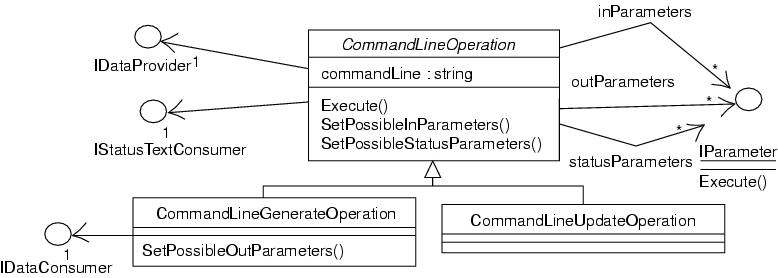 inParameters
CommandLineOperation
IDataProvider 1
commandLine : string
outParameters
*
*
Execute()
SetPossibleInParameters()
SetPossibleStatusParameters()
1
IStatusTextConsumer
*
statusParameters
IParameter
Execute()
CommandLineGenerateOperation
CommandLineUpdateOperation
1
IDataConsumer
SetPossibleOutParameters()